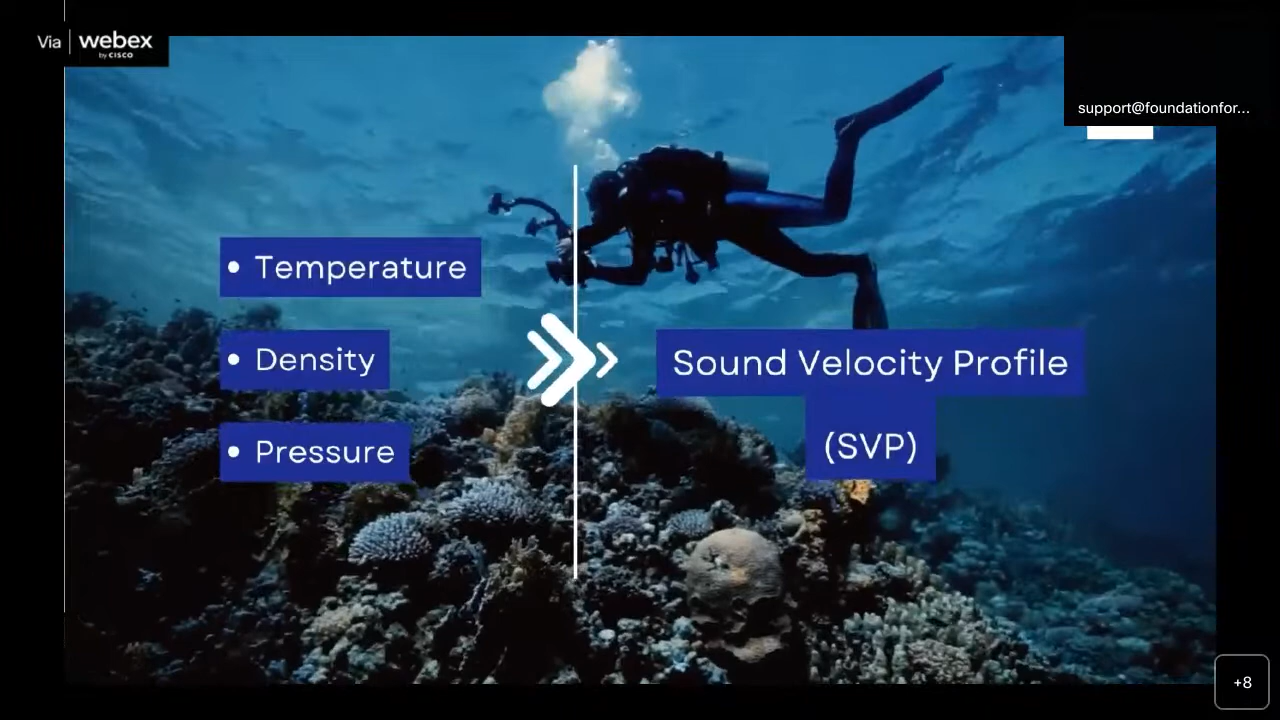 Via webex
by CISCO
support@foundationfor...
• Temperature
• Density
• Pressure
Sound Velocity Profile
(SVP)
+8